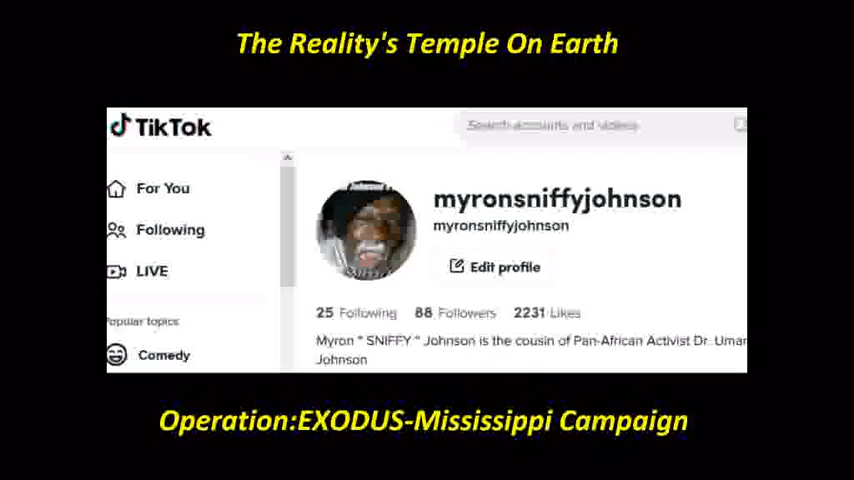 The Reality's Temple On Earth
TikTok
Search accounts and videos
For You
myronsniffyjohnson
Following
myronsniffyjohnson
LIVE
Edit profile
25 Following 88 Followers 2231 Likes
Popular topics
Myron " SNIFFY " Johnson is the cousin of Pan-African Activist Dr. Umar
Comedy
Johnson
Operation:EXODUS-Mississippi Campaign